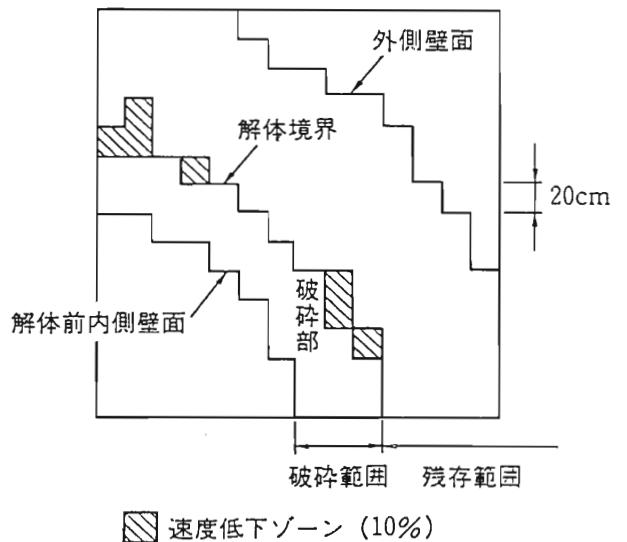 外側壁面
解体境界
20cm
解体前内側壁面
破砕部
破砕範囲
残存範囲
速度低下ゾーン (10%)